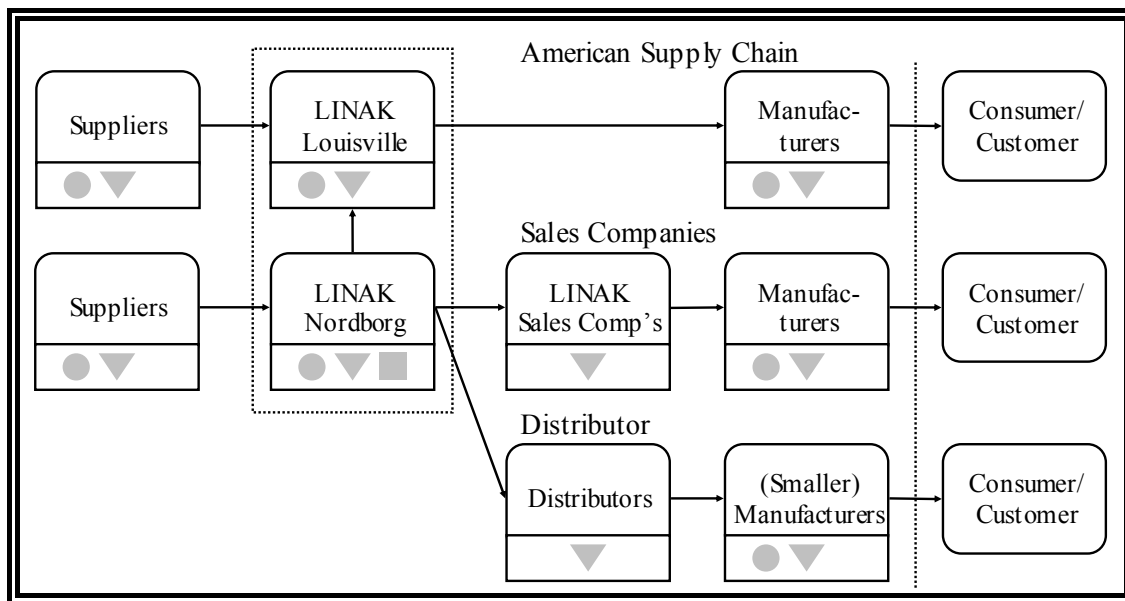 American Supply Chain
Suppliers
LINAK
Louisville
Manufac-
turers
Consumer/
Customer
Sales Companies
Suppliers
LINAK
Nordborg
LINAK
Sales Comp's
Manufac-
turers
Consumer/
Customer
Distributor
Distributors
(Smaller)
Manufacturers
Consumer/
Customer